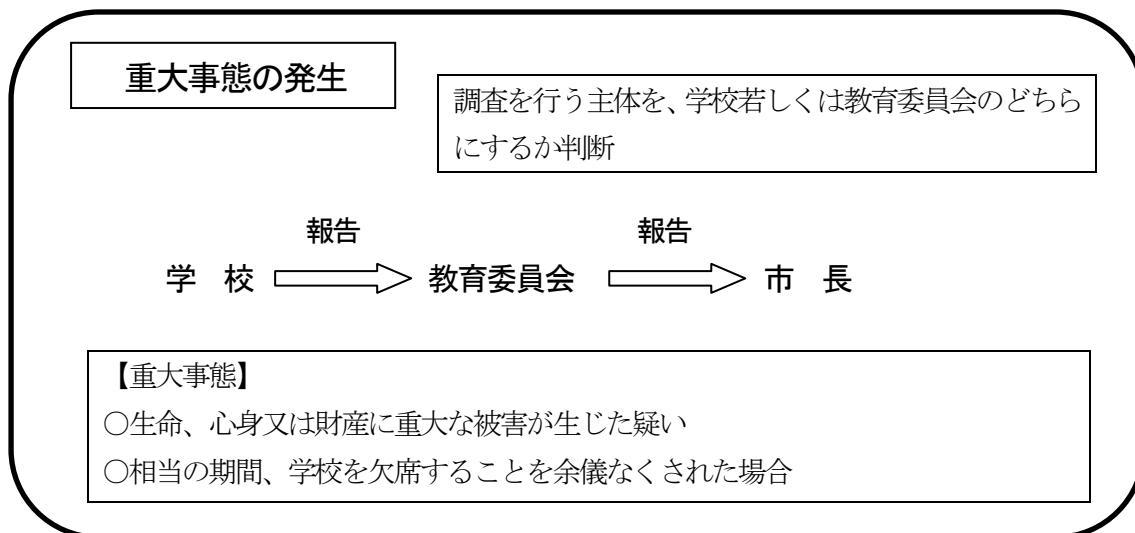 重大事態の発生
調査を行う主体を、学校若しくは教育委員会のどちら
にするか判断
報告 報告
学 校 教育委員会 市 長
【重大事態】
○生命、心身又は財産に重大な被害が生じた疑い
○相当の期間、学校を欠席することを余儀なくされた場合